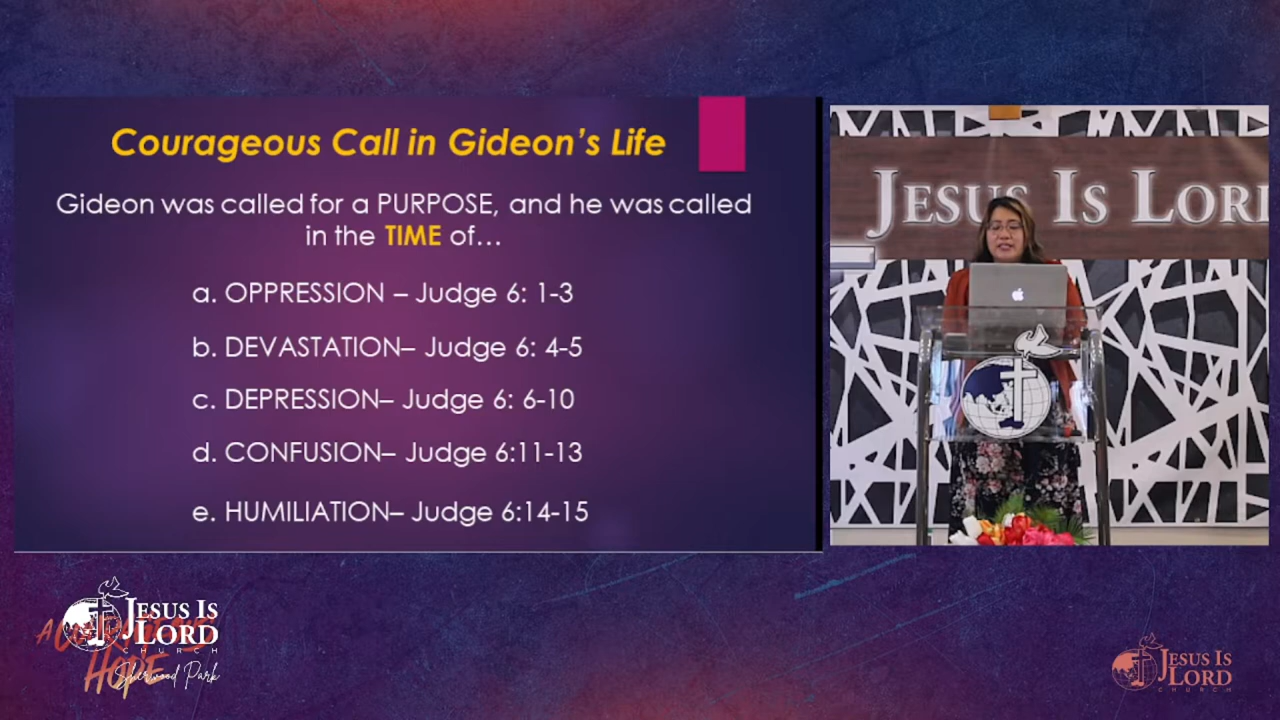 Courageous Call in Gideon's Life
Gideon was called for a PURPOSE, and he was called
in the TIME of...
a. OPPRESSION – Judge 6: 1-3
b. DEVASTATION– Judge 6: 4-5
c. DEPRESSION– Judge 6: 6-10
d. CONFUSION– Judge 6:11-13
e. HUMILIATION– Judge 6:14-15
JESUS IS LORD
JESUS IS
LORD
CHURCH
HOPE
Sherwood Park
JESUS IS
LORD
CHURCH